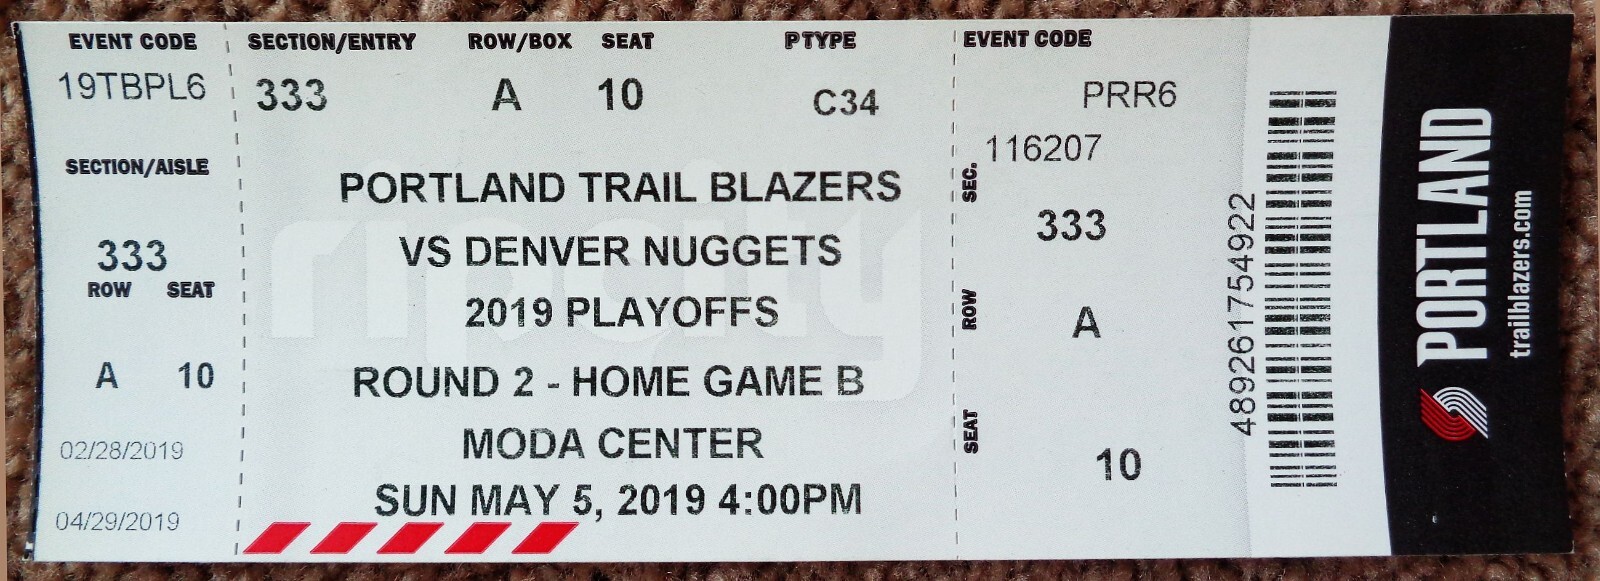 EVENT CODE
19TBPL6
SECTION/AISLE
333
ROW SEAT
A 10
02/28/2019
04/29/2019
SECTION/ENTRY ROW/BOX SEAT PTYPE
333 A 10 C34
ripcity
PORTLAND TRAIL BLAZERS
VS DENVER NUGGETS
2019 PLAYOFFS
ROUND 2 - HOME GAME B
MODA CENTER
SUN MAY 5, 2019 4:00PM
EVENT CODE
PRR6
116207
SEC. 333
ROW A
SEAT 10
489261754922
PORTLAND
trailblazers.com